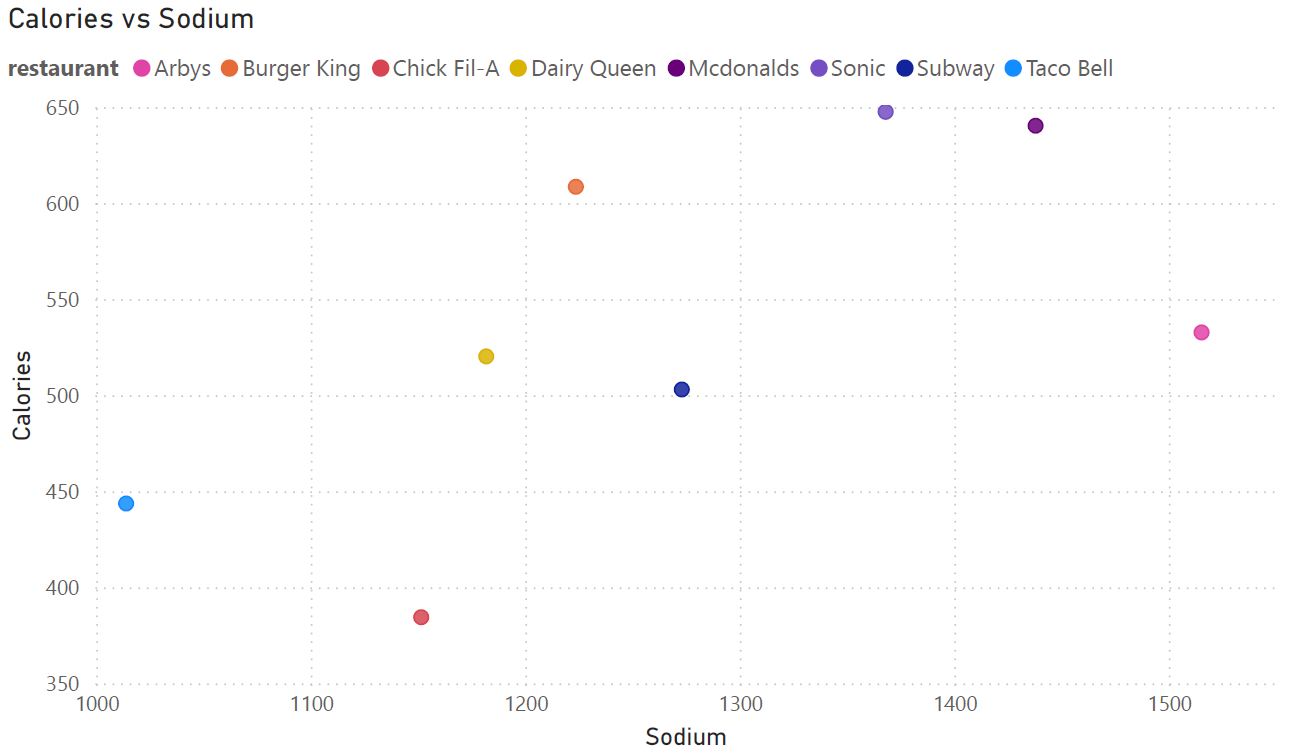 Calories vs Sodium
restaurant Arbys Burger King Chick Fil-A Dairy Queen Mcdonalds Sonic Subway Taco Bell
650
600
550
500
450
400
350
Calories
1000 1100 1200 1300 1400 1500
Sodium